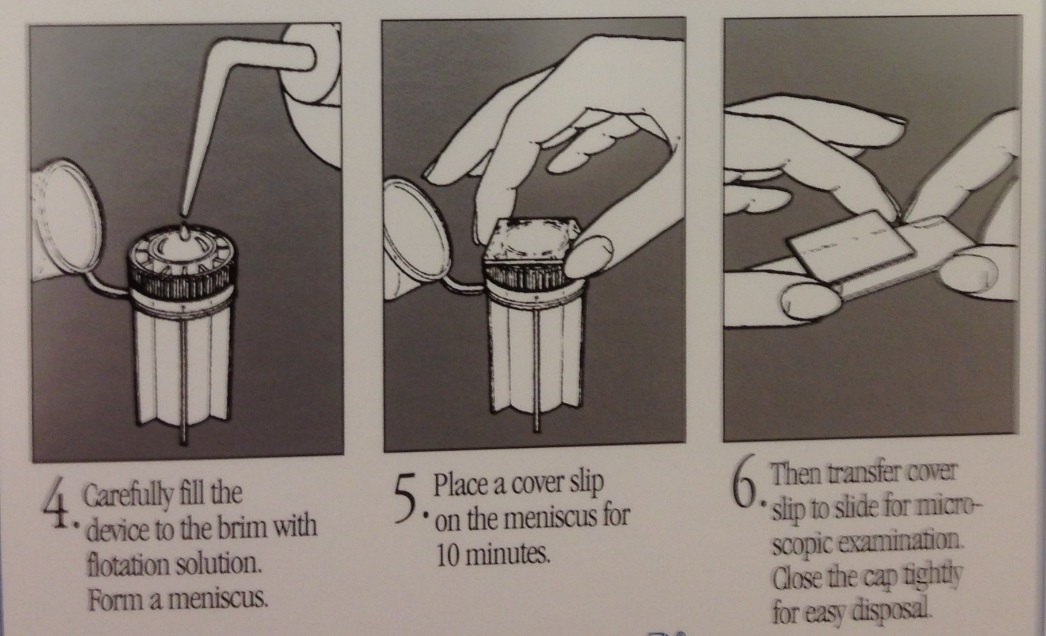 4. Carefully fill the
device to the brim with
flotation solution.
Form a meniscus.
5. Place a cover slip
on the meniscus for
10 minutes.
6. Then transfer cover
slip to slide for micro-
scopic examination.
Close the cap tightly
for easy disposal.